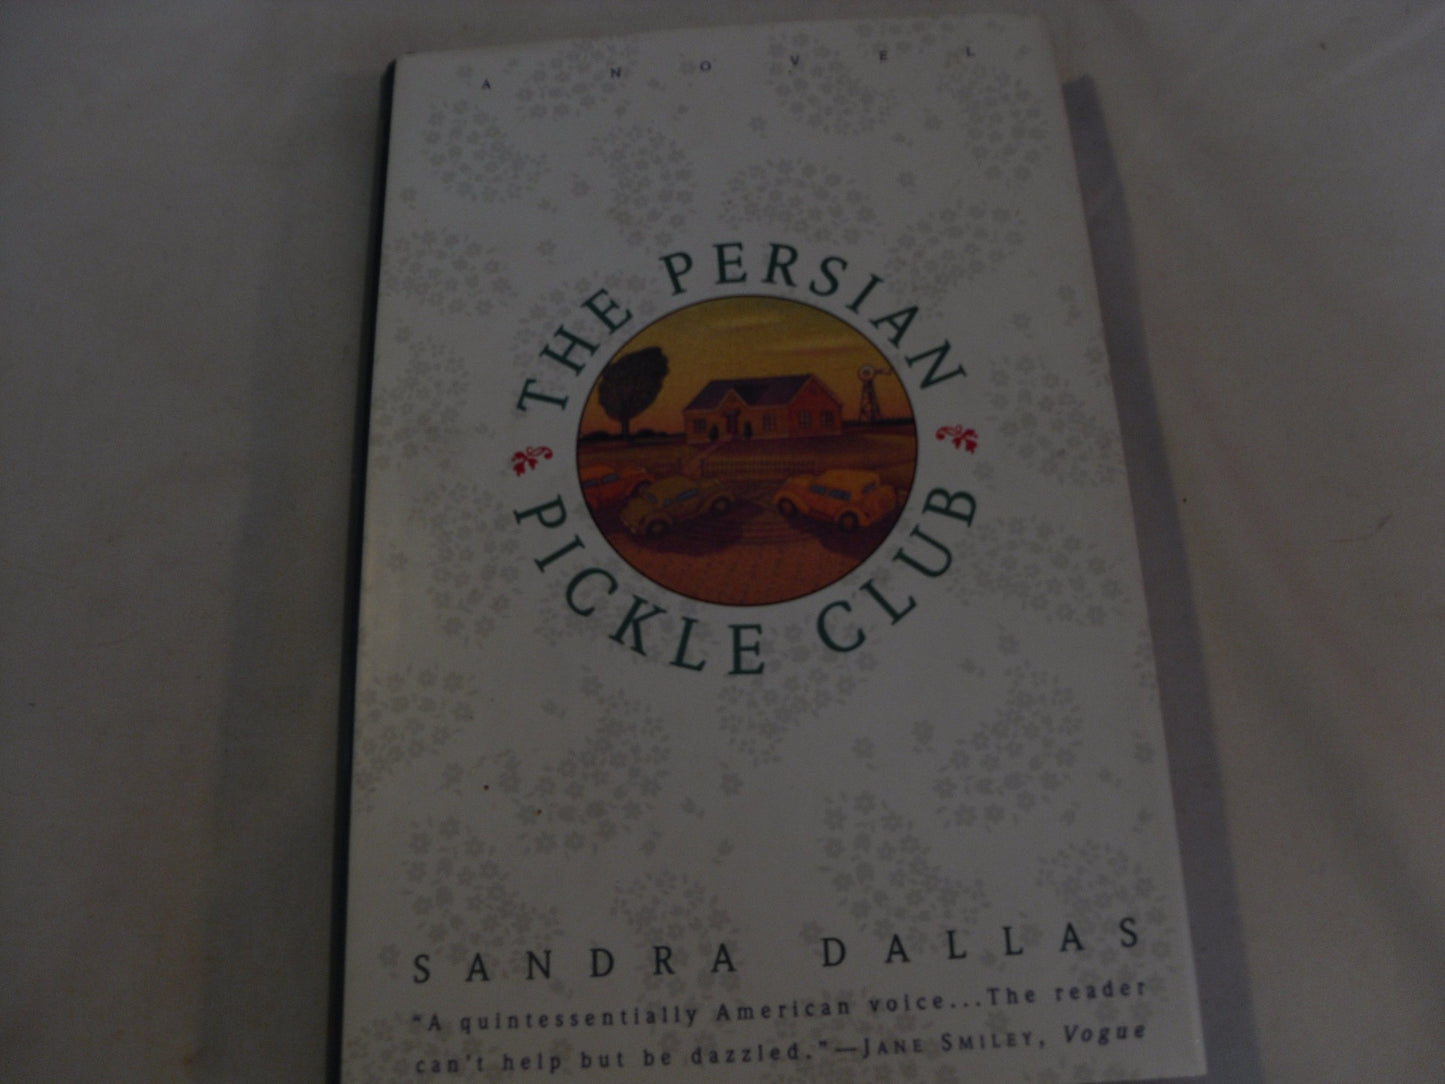 A NOVEL
THE PERSIAN
PICKLE CLUB
SANDRA DALLAS
"A quintessentially American voice...The reader
can't help but be dazzled."—JANE SMILEY, Vogue